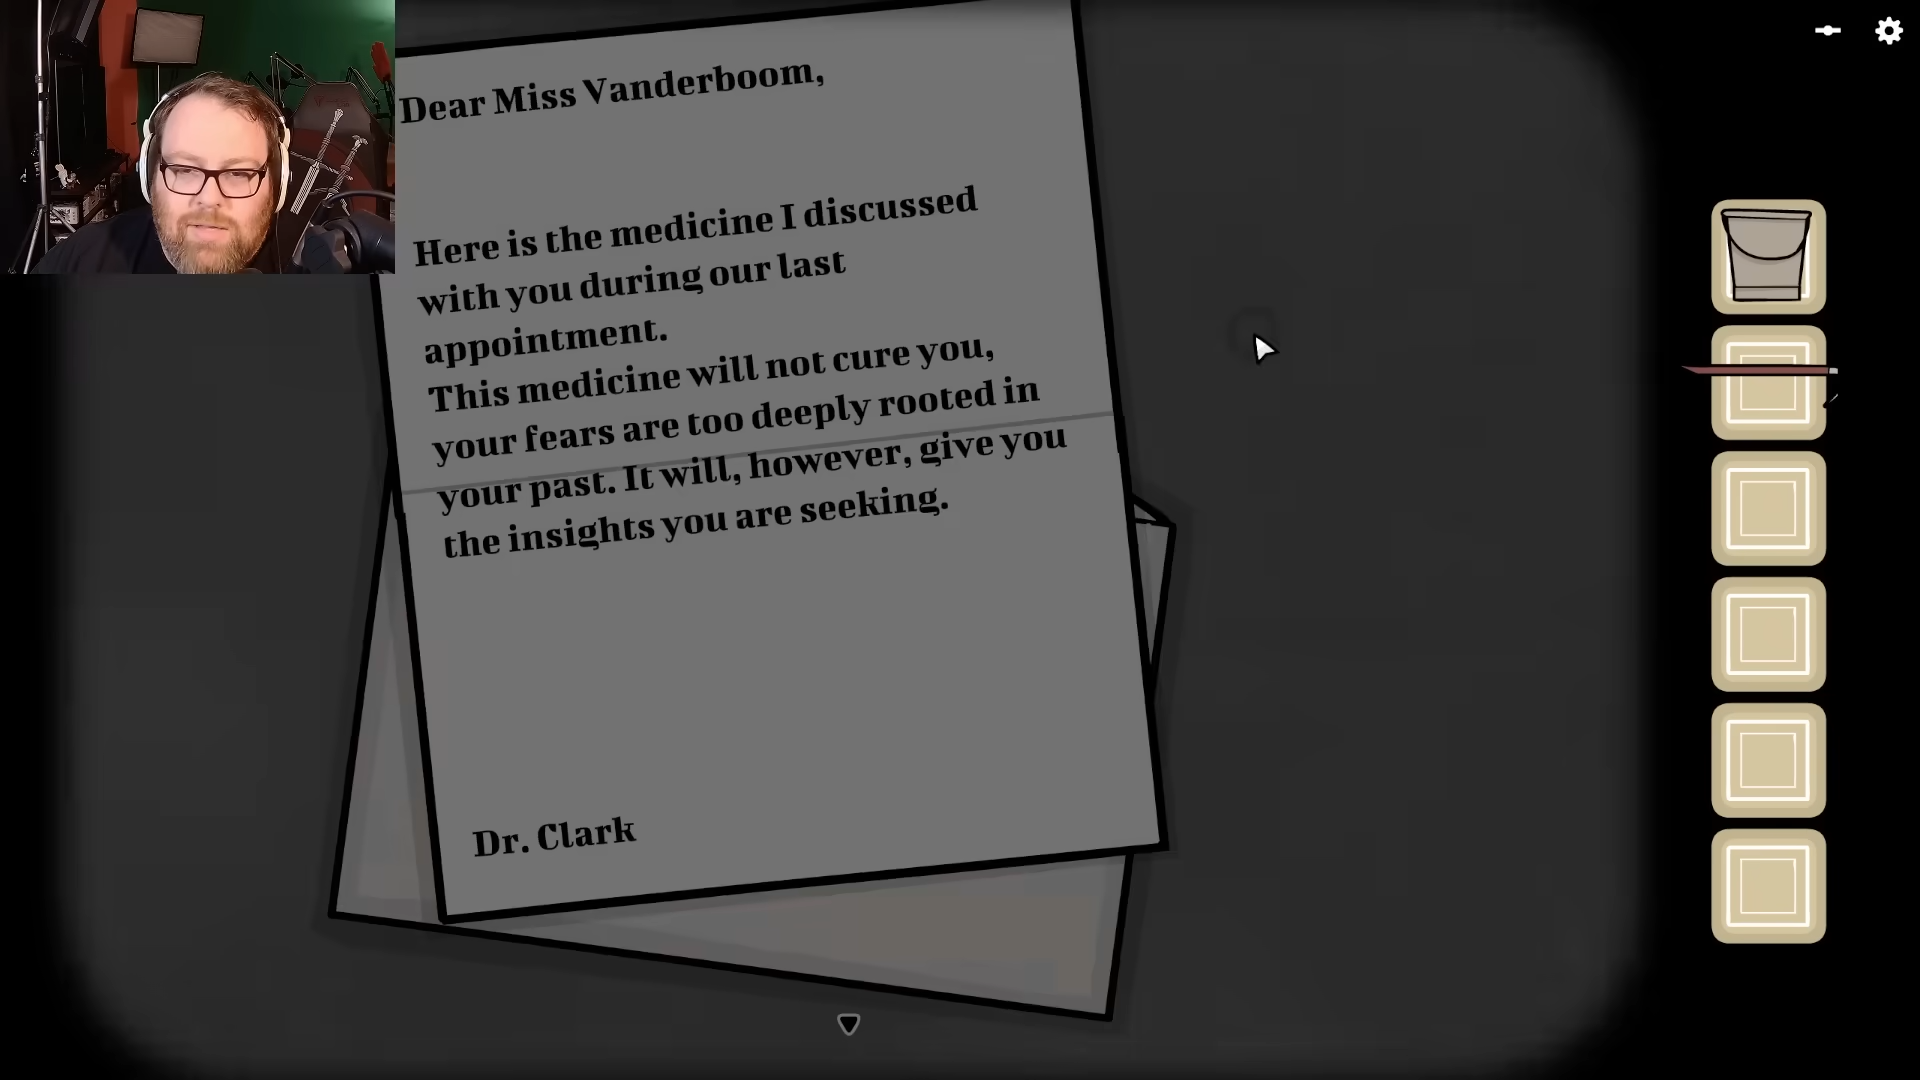 Dear Miss Vanderboom,
Here is the medicine I discussed
with you during our last
appointment.
This medicine will not cure you,
your fears are too deeply rooted in
your past. It will, however, give you
the insights you are seeking.
Dr. Clark